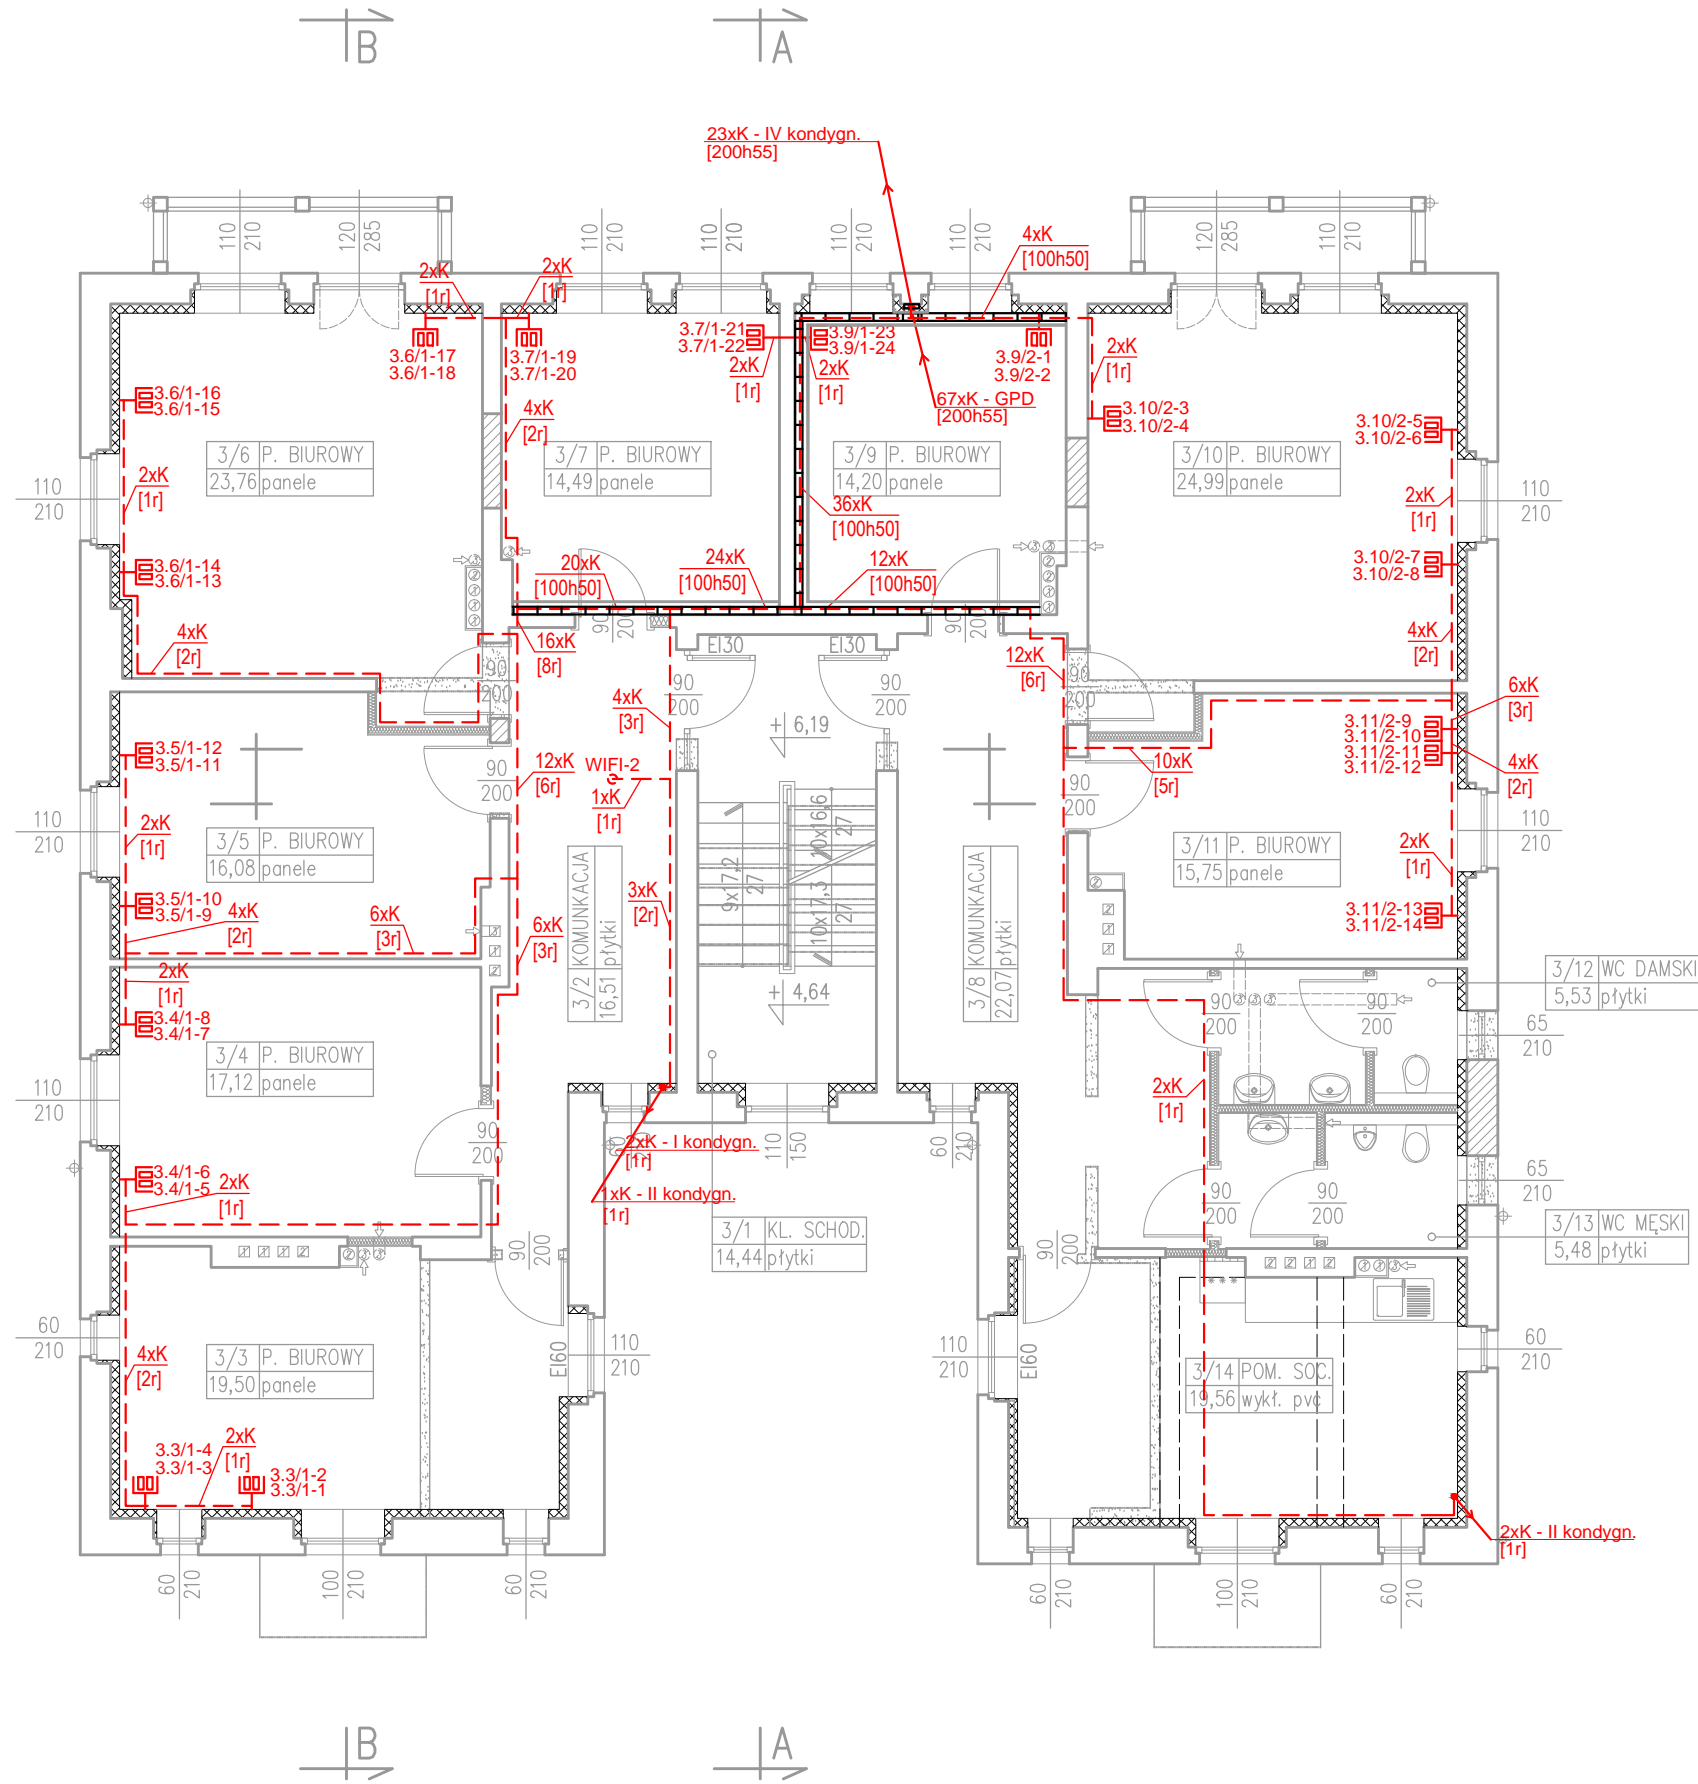 B
A
23xK - IV kondygn.
[200h55]
110
210
120
285
110
210
110
210
110
210
110
210
120
285
110
210
4xK
[100h50]
2xK
[1r]
2xK
[1r]
3.6/1-17
3.6/1-18
3.7/1-19
3.7/1-20
3.7/1-21
3.7/1-22
2xK
[1r]
3.9/1-23
3.9/1-24
2xK
[1r]
3.9/2-1
3.9/2-2
2xK
[1r]
67xK - GPD
[200h55]
3.10/2-3
3.10/2-4
3.10/2-5
3.10/2-6
3.6/1-16
3.6/1-15
4xK
[2r]
3/6 P. BIUROWY
23,76 panele
3/7 P. BIUROWY
14,49 panele
3/9 P. BIUROWY
14,20 panele
3/10 P. BIUROWY
24,99 panele
110
210
2xK
[1r]
36xK
[100h50]
2xK
[1r]
110
210
3.6/1-14
3.6/1-13
20xK
[100h50]
24xK
[100h50]
12xK
[100h50]
3.10/2-7
3.10/2-8
90
200
90
200
4xK
[2r]
16xK
[8r]
EI30
EI30
12xK
[6r]
4xK
[2r]
90
200
90
200
90
200
90
200
4xK
[3r]
+ 6,19
6xK
[3r]
3.5/1-12
3.5/1-11
3.11/2-9
3.11/2-10
3.11/2-11
3.11/2-12
90
200
12xK
[6r]
WIFI-2
1xK
[1r]
90
200
10xK
[5r]
4xK
[2r]
110
210
2xK
[1r]
3/5 P. BIUROWY
16,08 panele
9x17,2
27
10x16,6
27
10x17,3
27
3/11 P. BIUROWY
15,75 panele
2xK
[1r]
110
210
3.5/1-10
3.5/1-9
4xK
[2r]
6xK
[3r]
6xK
[3r]
3/2 KOMUNKACJA
16,51 płytki
3xK
[2r]
3/8 KOMUNKACJA
22,07 płytki
3.11/2-13
3.11/2-14
2xK
[1r]
+ 4,64
3/12 WC DAMSKI
5,53 płytki
3.4/1-8
3.4/1-7
3/4 P. BIUROWY
17,12 panele
90
200
90
200
65
210
110
210
90
200
2xK
[1r]
2xK - I kondygn.
[1r]
110
150
60
210
3.4/1-6
3.4/1-5
2xK
[1r]
1xK - II kondygn.
[1r]
90
200
90
200
65
210
3/1 KL. SCHOD.
14,44 płytki
3/13 WC MĘSKI
5,48 płytki
90
200
90
200
60
210
4xK
[2r]
3/3 P. BIUROWY
19,50 panele
EI60
110
210
110
210
EI60
3/14 POM. SOC.
19,56 wykł. pvc
60
210
3.3/1-4
3.3/1-3
2xK
[1r]
3.3/1-2
3.3/1-1
2xK - II kondygn.
[1r]
60
210
100
210
60
210
60
210
100
210
60
210
B
A